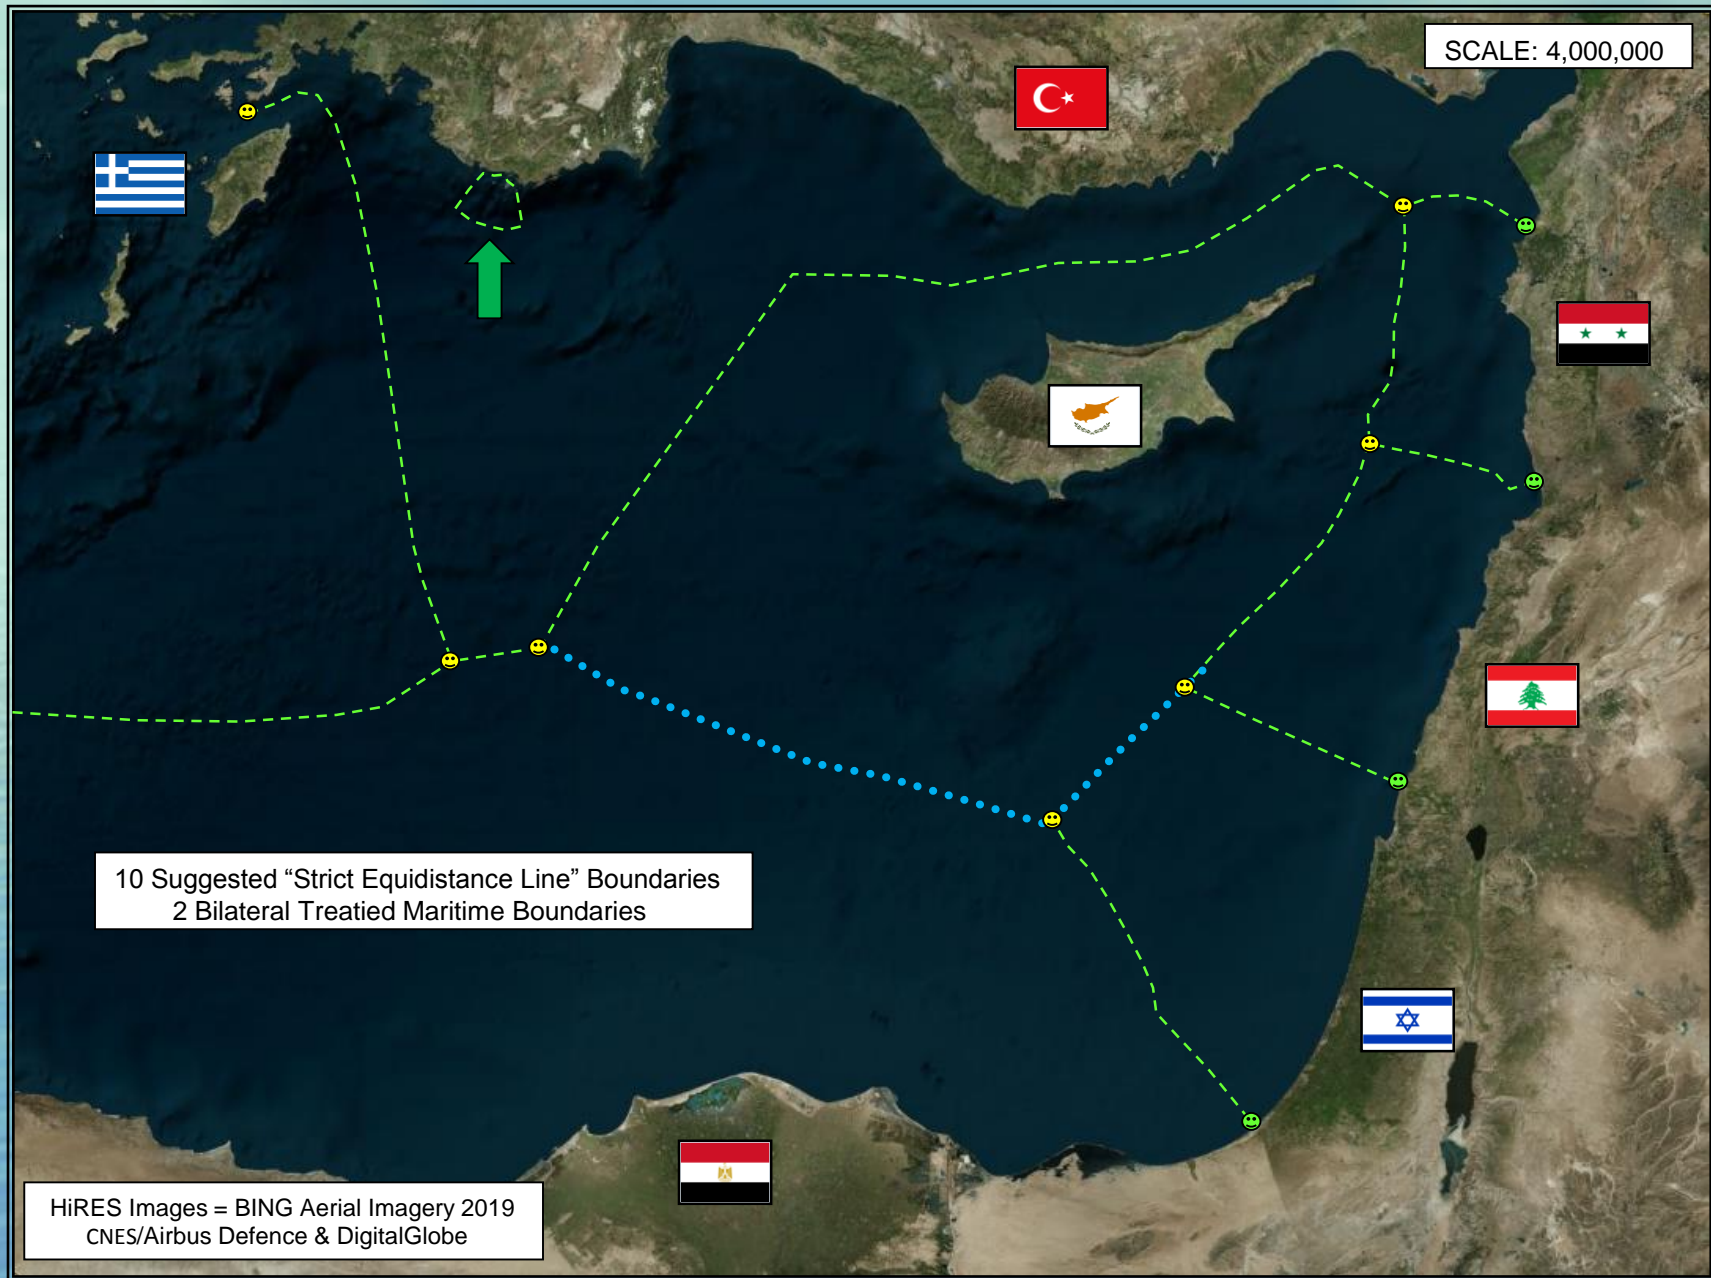 SCALE: 4,000,000
10 Suggested “Strict Equidistance Line” Boundaries
2 Bilateral Treatied Maritime Boundaries
HiRES Images = BING Aerial Imagery 2019
CNES/Airbus Defence & DigitalGlobe